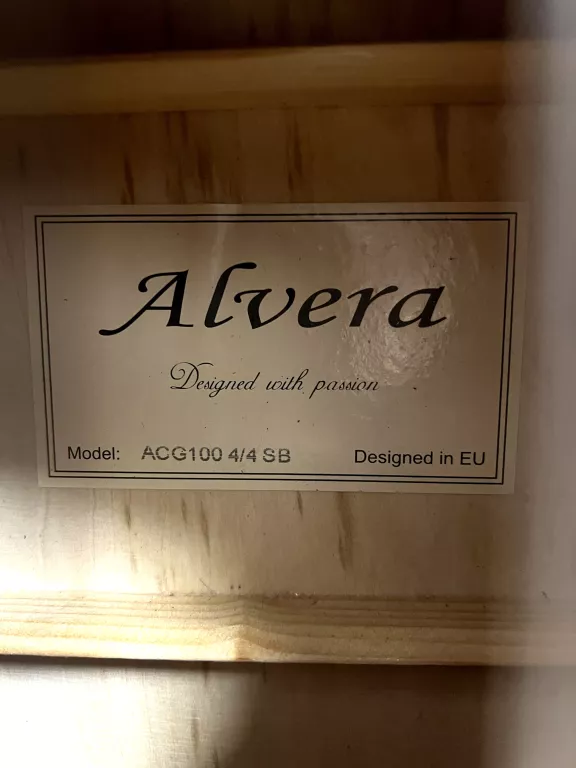 Alvera
Designed with passion
Model: ACG100 4/4 SB Designed in EU